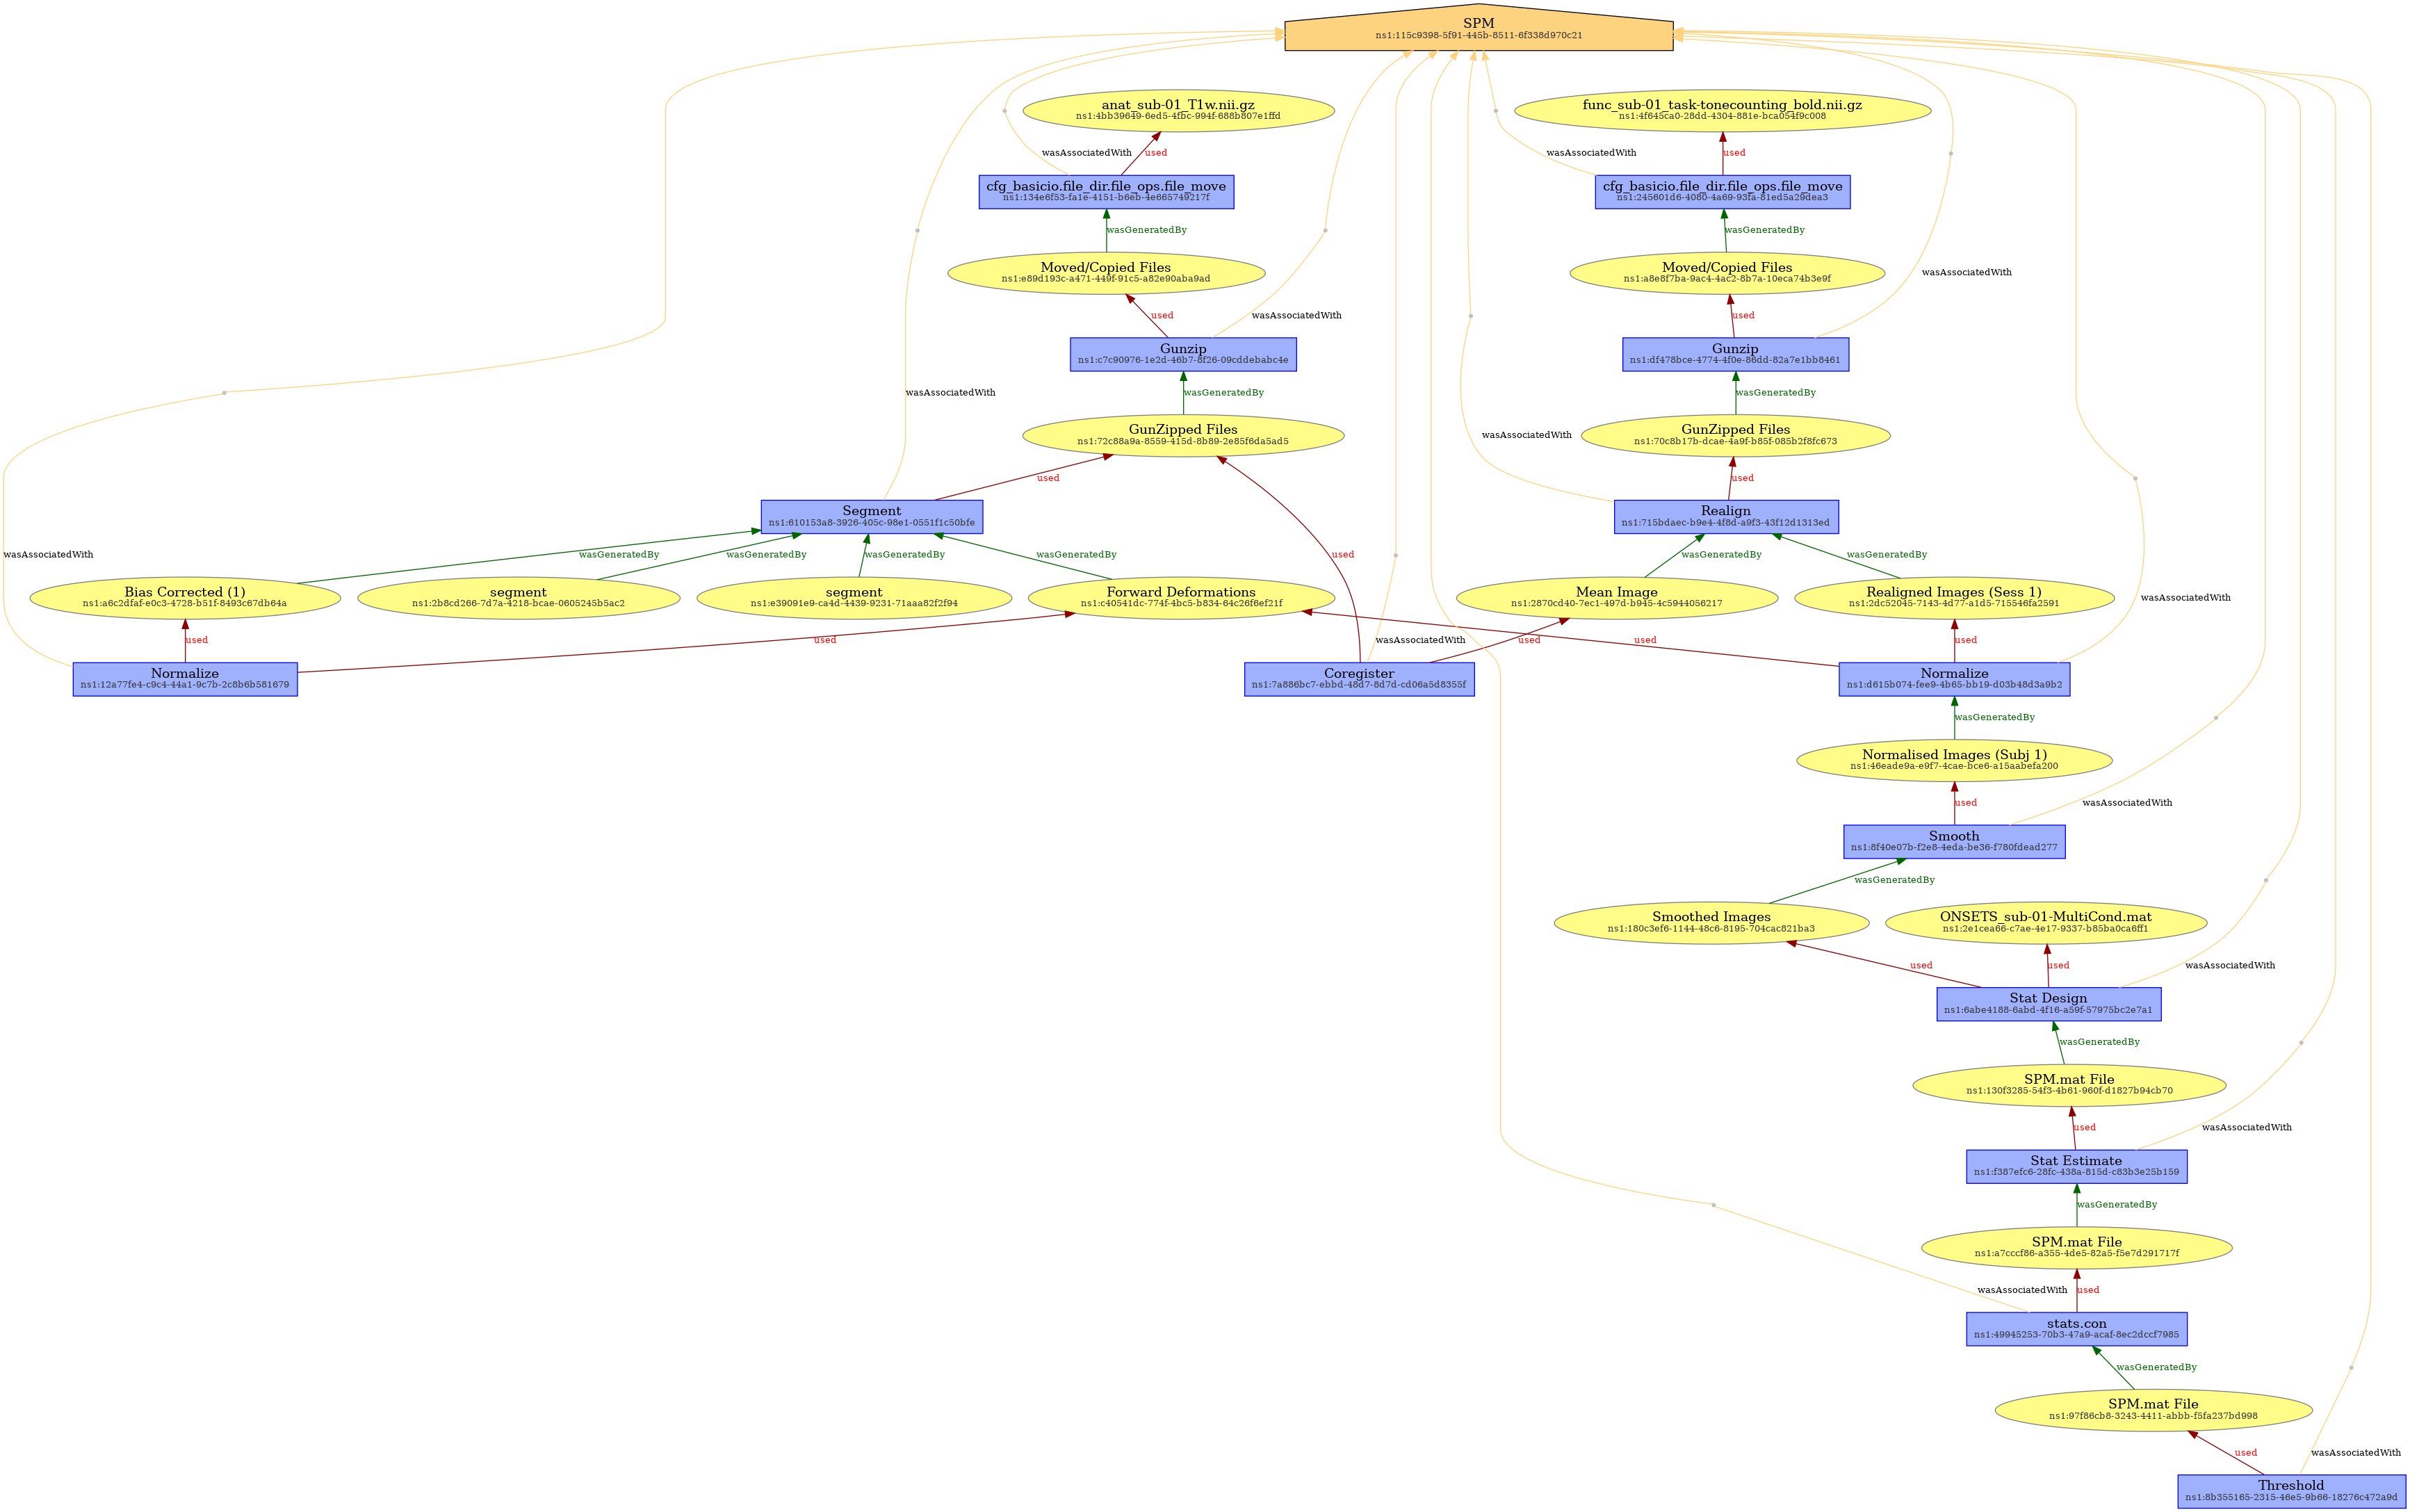 SPM
ns1:115c9398-5f91-445b-8511-6f338d970c21
anat_sub-01_T1w.nii.gz
ns1:4bb39649-6ed5-4fbc-994f-688b807e1ffd
func_sub-01_task-tonecounting_bold.nii.gz
ns1:4f645ca0-28dd-4304-881e-bca054f9c008
wasAssociatedWith
used
wasAssociatedWith
used
cfg_basicio.file_dir.file_ops.file_move
ns1:134e6f53-fa1e-4151-b6eb-4e665749217f
cfg_basicio.file_dir.file_ops.file_move
ns1:245601d6-4080-4a69-93fa-81ed5a29dea3
wasGeneratedBy
wasGeneratedBy
Moved/Copied Files
ns1:e89d193c-a471-449f-91c5-a82e90aba9ad
Moved/Copied Files
ns1:a8e8f7ba-9ac4-4ac2-8b7a-10eca74b3e9f
wasAssociatedWith
used
wasAssociatedWith
used
Gunzip
ns1:c7c90976-1e2d-46b7-8f26-09cddebabc4e
Gunzip
ns1:df478bce-4774-4f0e-86dd-82a7e1bb8461
wasAssociatedWith
wasGeneratedBy
wasGeneratedBy
GunZipped Files
ns1:72c88a9a-8559-415d-8b89-2e85f6da5ad5
GunZipped Files
ns1:70c8b17b-dcae-4a9f-b85f-085b2f8fc673
wasAssociatedWith
used
used
Segment
ns1:610153a8-3926-405c-98e1-0551f1c50bfe
Realign
ns1:715bdaec-b9e4-4f8d-a9f3-43f12d1313ed
wasAssociatedWith
wasGeneratedBy
wasGeneratedBy
wasGeneratedBy
wasGeneratedBy
used
wasGeneratedBy
wasGeneratedBy
Bias Corrected (1)
ns1:a6c2dfaf-e0c3-4728-b51f-8493c67db64a
segment
ns1:2b8cd266-7d7a-4218-bcae-0605245b5ac2
segment
ns1:e39091e9-ca4d-4439-9231-71aaa82f2f94
Forward Deformations
ns1:c40541dc-774f-4bc5-b834-64c26f6ef21f
Mean Image
ns1:2870cd40-7ec1-497d-b945-4c5944056217
Realigned Images (Sess 1)
ns1:2dc52045-7143-4d77-a1d5-715546fa2591
wasAssociatedWith
used
used
wasAssociatedWith
used
used
used
Normalize
ns1:12a77fe4-c9c4-44a1-9c7b-2c8b6b581679
Coregister
ns1:7a886bc7-ebbd-48d7-8d7d-cd06a5d8355f
Normalize
ns1:d615b074-fee9-4b65-bb19-d03b48d3a9b2
wasGeneratedBy
Normalised Images (Subj 1)
ns1:46eade9a-e9f7-4cae-bce6-a15aabefa200
used
wasAssociatedWith
Smooth
ns1:8f40e07b-f2e8-4eda-be36-f780fdead277
wasGeneratedBy
Smoothed Images
ns1:180c3ef6-1144-48c6-8195-704cac821ba3
ONSETS_sub-01-MultiCond.mat
ns1:2e1cea66-c7ae-4e17-9337-b85ba0ca6ff1
used
used
wasAssociatedWith
Stat Design
ns1:6abe4188-6abd-4f16-a59f-57975bc2e7a1
wasGeneratedBy
SPM.mat File
ns1:130f3285-54f3-4b61-960f-d1827b94cb70
used
wasAssociatedWith
Stat Estimate
ns1:f387efc6-28fc-438a-815d-c83b3e25b159
wasGeneratedBy
SPM.mat File
ns1:a7cccf86-a355-4de5-82a5-f5e7d291717f
wasAssociatedWith
used
stats.con
ns1:49945253-70b3-47a9-acaf-8ec2dccf7985
wasGeneratedBy
SPM.mat File
ns1:97f86cb8-3243-4411-abbb-f5fa237bd998
used
wasAssociatedWith
Threshold
ns1:8b355165-2315-46e5-9b66-18276c472a9d